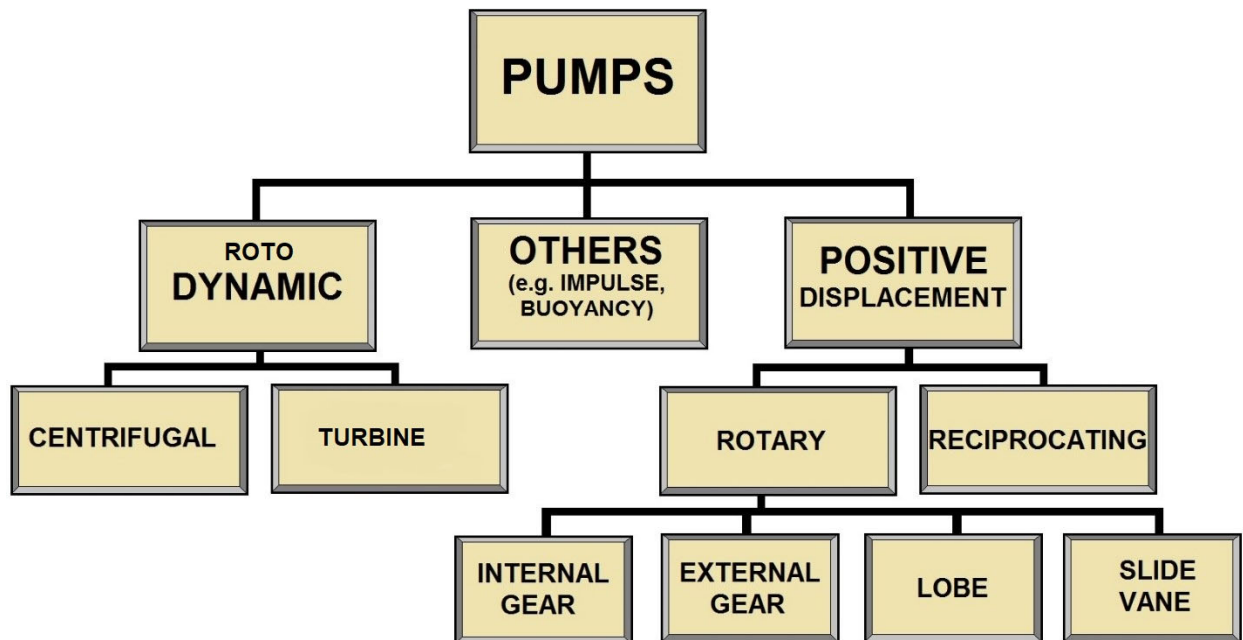 PUMPS
ROTO
DYNAMIC
OTHERS
(e.g. IMPULSE,
BUOYANCY)
POSITIVE
DISPLACEMENT
CENTRIFUGAL
TURBINE
ROTARY
RECIPROCATING
INTERNAL
GEAR
EXTERNAL
GEAR
LOBE
SLIDE
VANE